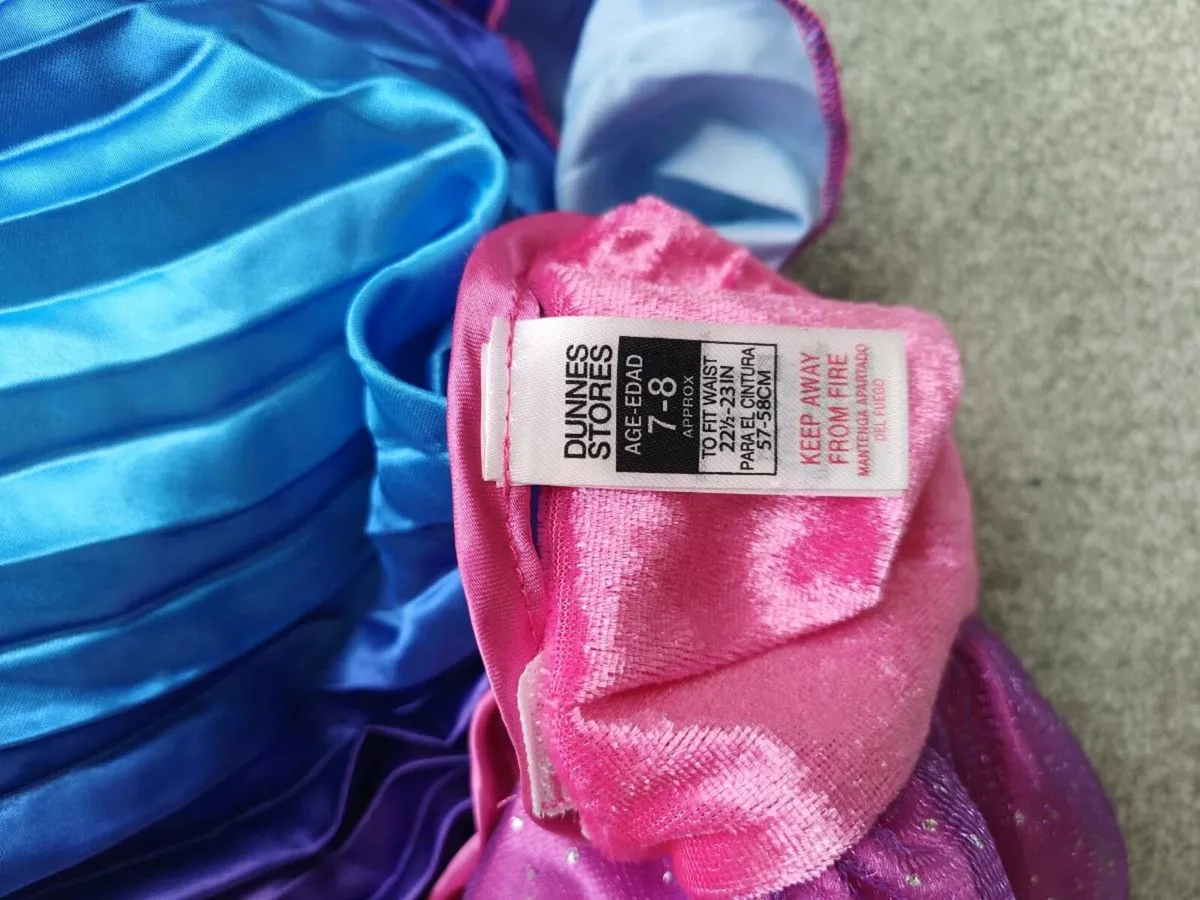 DUNNES
STORES
AGE-EDAD
7-8
APPROX
TO FIT WAIST
22½-23IN
PARA EL CINTURA
57-58CM
KEEP AWAY
FROM FIRE
MANTENGA APARTADO
DEL FUEGO